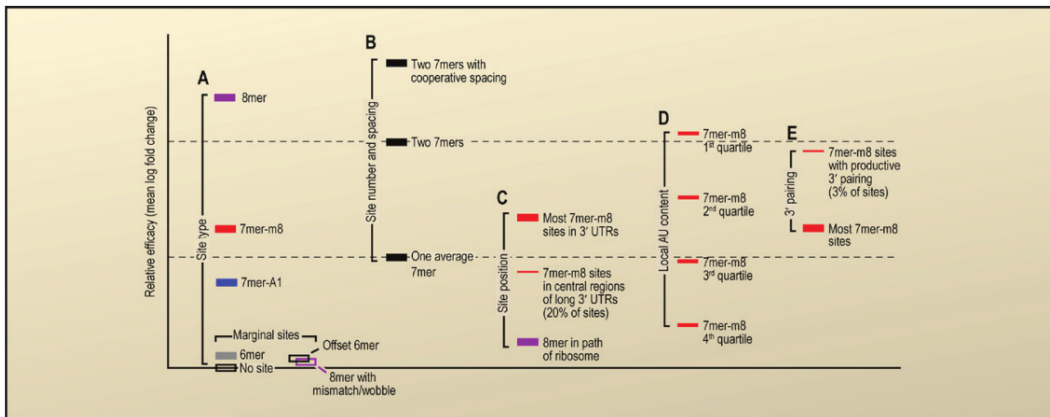 Relative efficacy (mean log fold change)
A
Site type
8mer
7mer-m8
7mer-A1
Marginal sites
6mer
No site
Offset 6mer
8mer with
mismatch/wobble
B
Site number and spacing
Two 7mers with
cooperative spacing
Two 7mers
One average
7mer
C
Site position
Most 7mer-m8
sites in 3′ UTRs
7mer-m8 sites
in central regions
of long 3′ UTRs
(20% of sites)
8mer in path
of ribosome
D
Local AU content
7mer-m8
1st quartile
7mer-m8
2nd quartile
7mer-m8
3rd quartile
7mer-m8
4th quartile
E
3′ pairing
7mer-m8 sites
with productive
3′ pairing
(3% of sites)
Most 7mer-m8
sites